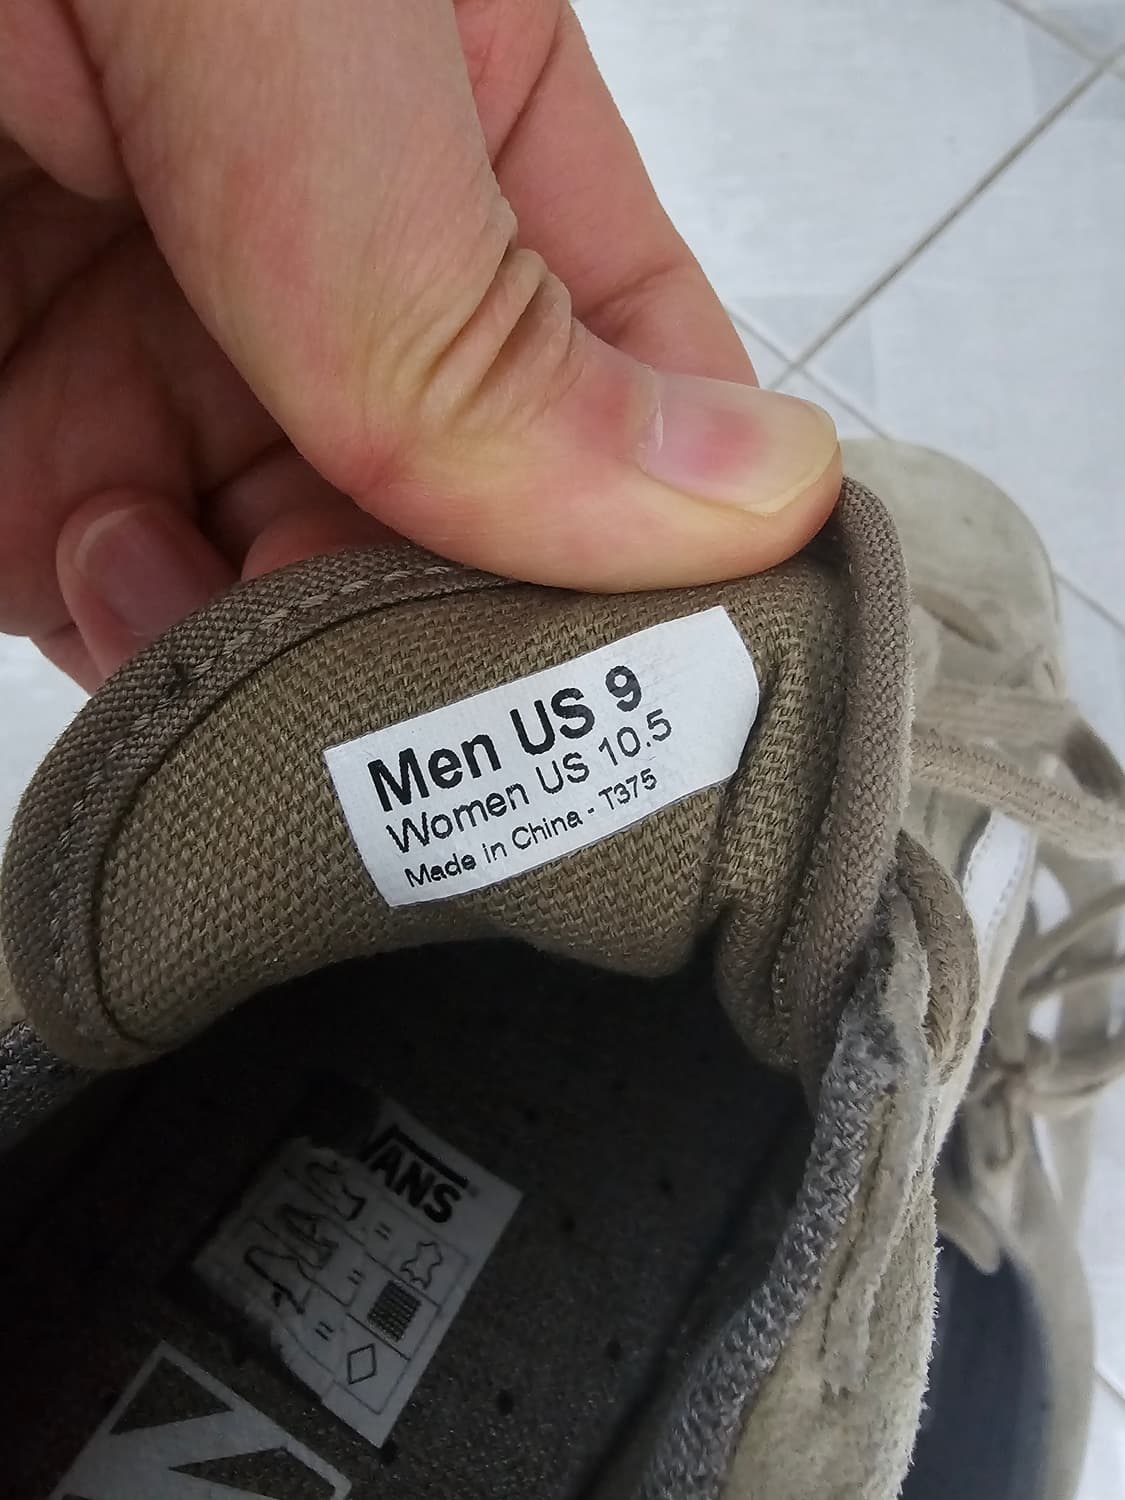 Men US 9
Women US 10.5
Made in China - T375
VANS